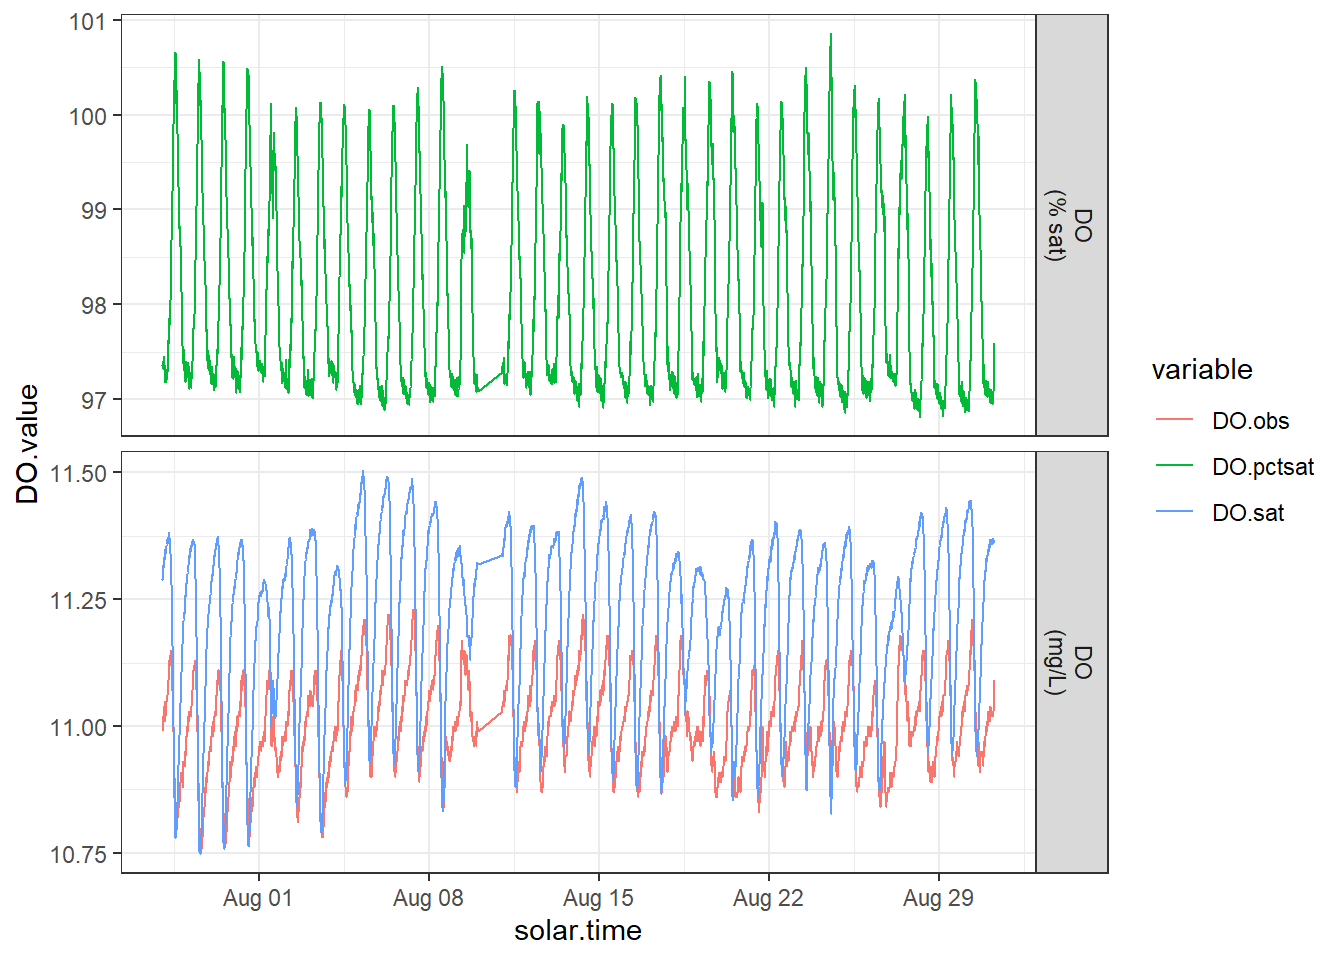 101
100
99
98
97
DO
(% sat)
DO.value
11.50
11.25
11.00
10.75
DO
(mg/L)
Aug 01
Aug 08
Aug 15
Aug 22
Aug 29
solar.time
variable
DO.obs
DO.pctsat
DO.sat